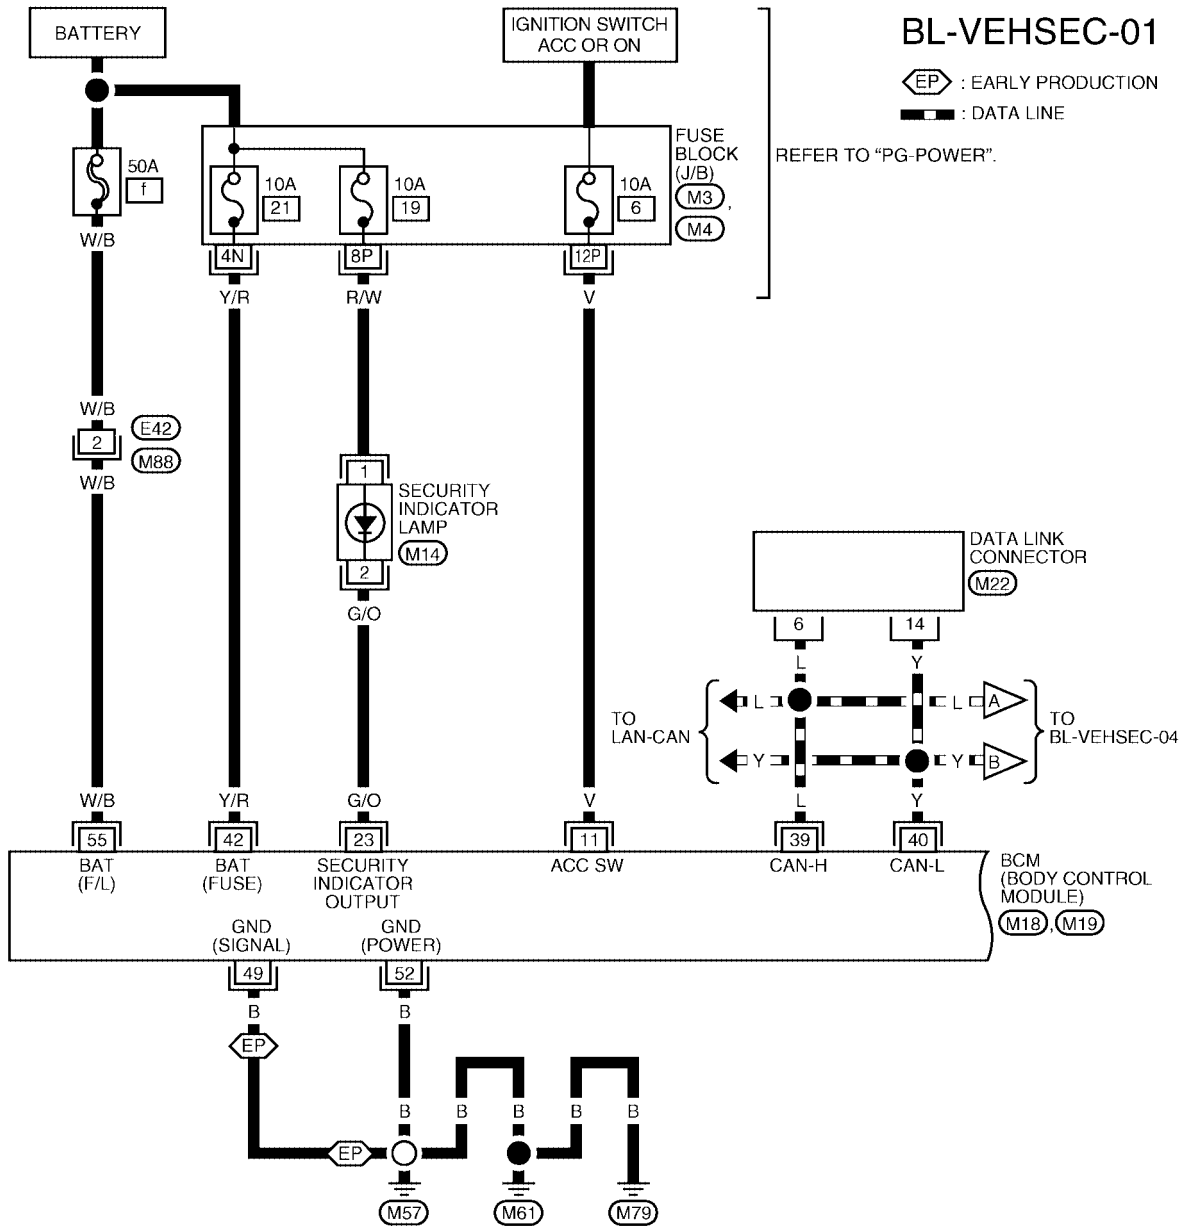 BATTERY
IGNITION SWITCH
ACC OR ON
BL-VEHSEC-01
EP : EARLY PRODUCTION
: DATA LINE
REFER TO “PG-POWER”.
FUSE
BLOCK
(J/B)
M3 ,
M4
50A
f
10A
21
10A
19
10A
6
W/B
4N
8P
12P
Y/R
R/W
V
W/B
2
E42
M88
W/B
1
SECURITY
INDICATOR
LAMP
M14
2
G/O
DATA LINK
CONNECTOR
M22
6
14
L
Y
TO
LAN-CAN
L
L
A
Y
Y
B
TO
BL-VEHSEC-04
W/B
Y/R
G/O
V
L
Y
55
42
23
11
39
40
BAT
(F/L)
BAT
(FUSE)
SECURITY
INDICATOR
OUTPUT
ACC SW
CAN-H
CAN-L
BCM
(BODY CONTROL
MODULE)
M18 , M19
GND
(SIGNAL)
GND
(POWER)
49
52
B
B
EP
B
B
B
B
B
EP
M57
M61
M79